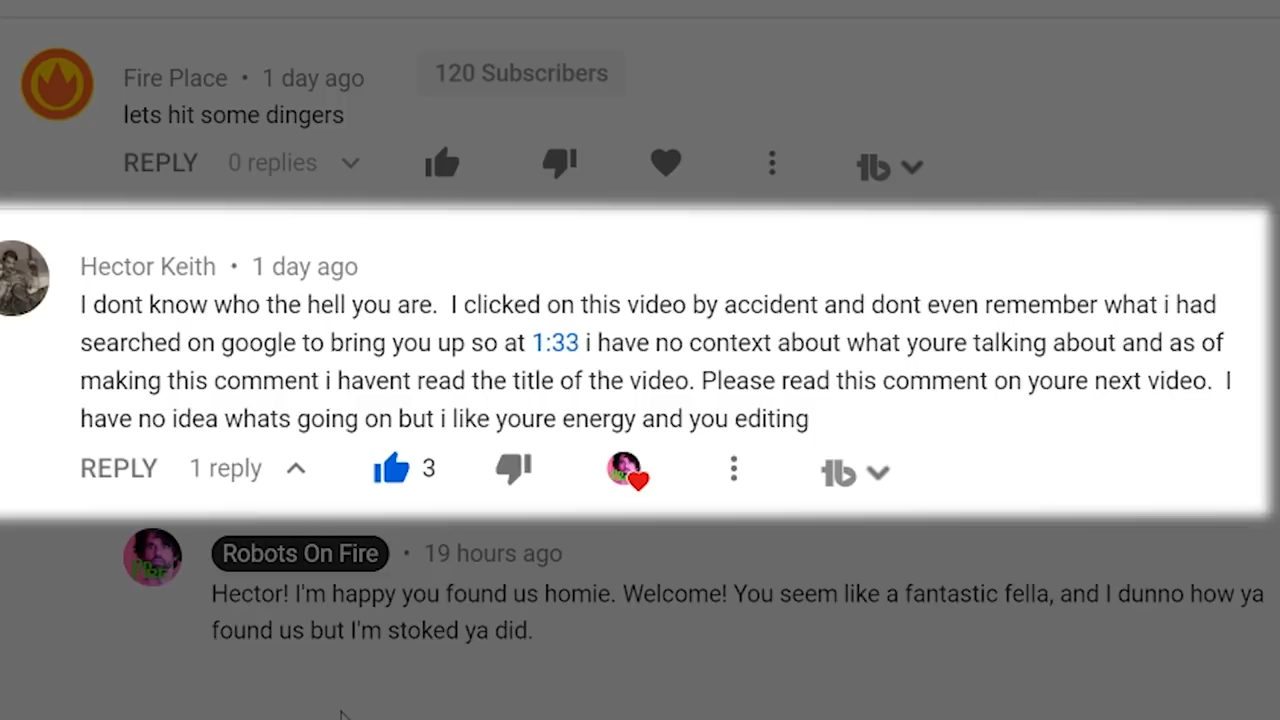 Fire Place • 1 day ago 120 Subscribers
lets hit some dingers
REPLY 0 replies
Hector Keith • 1 day ago
I dont know who the hell you are.  I clicked on this video by accident and dont even remember what i had
searched on google to bring you up so at 1:33 i have no context about what youre talking about and as of
making this comment i havent read the title of the video. Please read this comment on youre next video.  I
have no idea whats going on but i like youre energy and you editing
REPLY 1 reply 3
Robots On Fire • 19 hours ago
Hector! I'm happy you found us homie. Welcome! You seem like a fantastic fella, and I dunno how ya
found us but I'm stoked ya did.